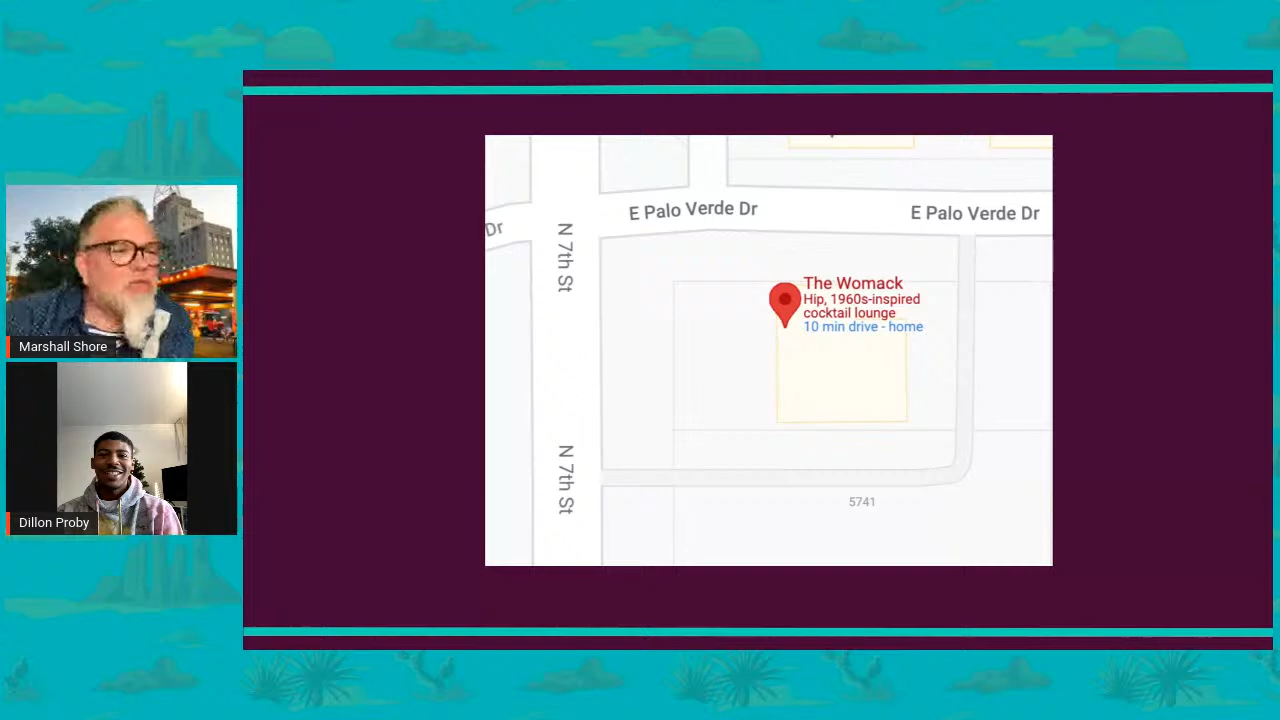 Marshall Shore
Dillon Proby
E Palo Verde Dr
E Palo Verde Dr
Dr
N 7th St
The Womack
Hip, 1960s-inspired
cocktail lounge
10 min drive - home
N 7th St
5741